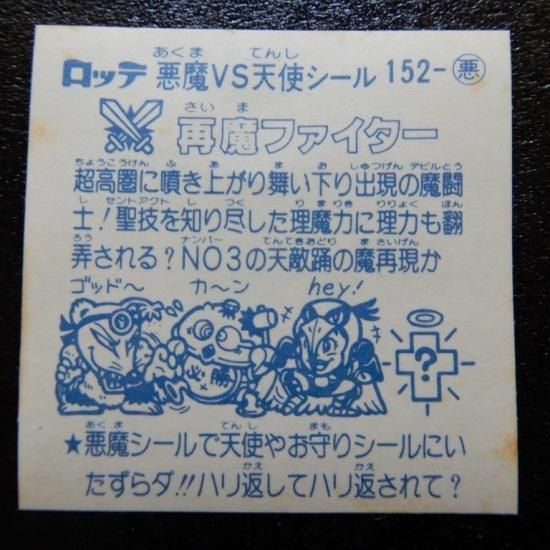 あくま てんし
ロッテ 悪魔VS天使シール 152-悪
さいま
再魔ファイター
ちょうこうけん ふ あ ま お しゅつげん デビルとう
超高圏に噴き上がり舞い下り出現の魔闘
し セントアクト し つく りまりき りりょく ほん
士!聖技を知り尽した理魔力に理力も翻
ろう ナンバー てんてきおどり まさいげん
弄される?NO3の天敵踊の魔再現か
ゴッド〜 カ〜ン hey!
?
あくま てんし まも
★悪魔シールで天使やお守りシールにい
かえ かえ
たずらダ!!ハリ返してハリ返されて?